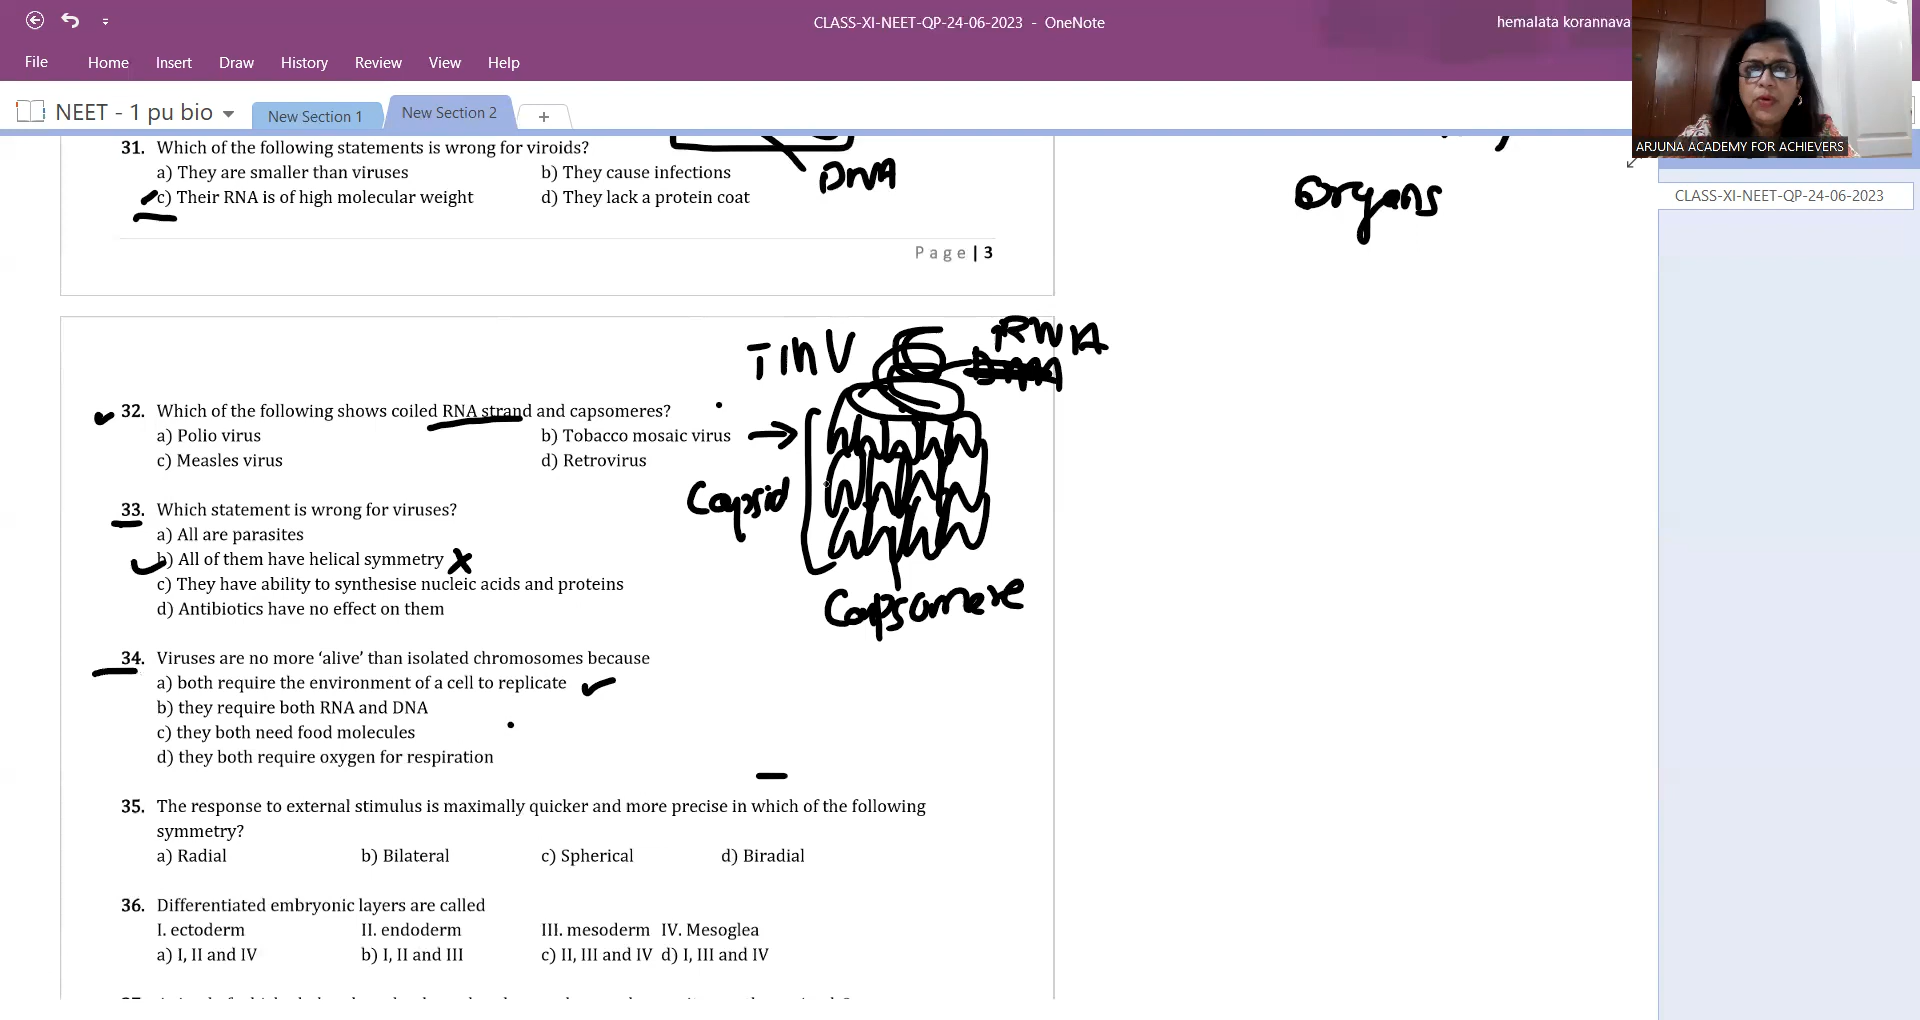 CLASS-XI-NEET-QP-24-06-2023 - OneNote
hemalata korannava
File Home Insert Draw History Review View Help
NEET - 1 pu bio New Section 1 New Section 2 +
ARJUNA ACADEMY FOR ACHIEVERS
CLASS-XI-NEET-QP-24-06-2023
31. Which of the following statements is wrong for viroids?
a) They are smaller than viruses b) They cause infections
c) Their RNA is of high molecular weight d) They lack a protein coat
DNA
Organs
Page | 3
TMV
RNA
32. Which of the following shows coiled RNA strand and capsomeres?
a) Polio virus b) Tobacco mosaic virus
c) Measles virus d) Retrovirus
Capsid
33. Which statement is wrong for viruses?
a) All are parasites
b) All of them have helical symmetry
c) They have ability to synthesise nucleic acids and proteins
d) Antibiotics have no effect on them
Capsomere
34. Viruses are no more ‘alive’ than isolated chromosomes because
a) both require the environment of a cell to replicate
b) they require both RNA and DNA
c) they both need food molecules
d) they both require oxygen for respiration
35. The response to external stimulus is maximally quicker and more precise in which of the following
symmetry?
a) Radial b) Bilateral c) Spherical d) Biradial
36. Differentiated embryonic layers are called
I. ectoderm II. endoderm III. mesoderm IV. Mesoglea
a) I, II and IV b) I, II and III c) II, III and IV d) I, III and IV